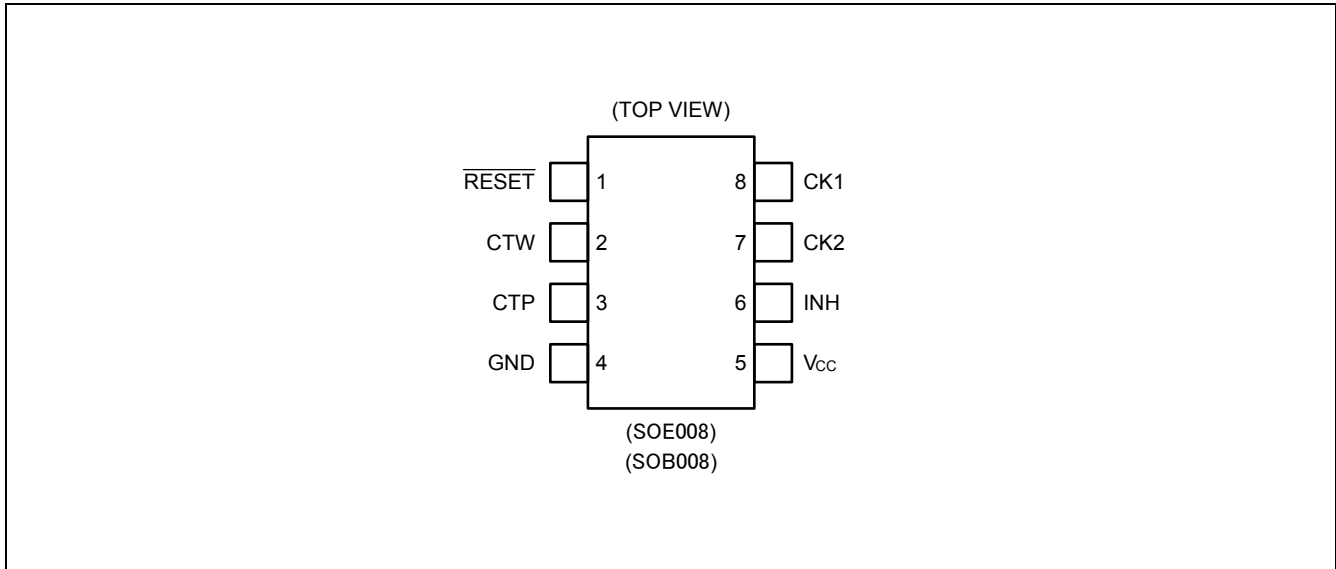 (TOP VIEW)
RESET 1 8 CK1
CTW 2 7 CK2
CTP 3 6 INH
GND 4 5 VCC
(SOE008)
(SOB008)